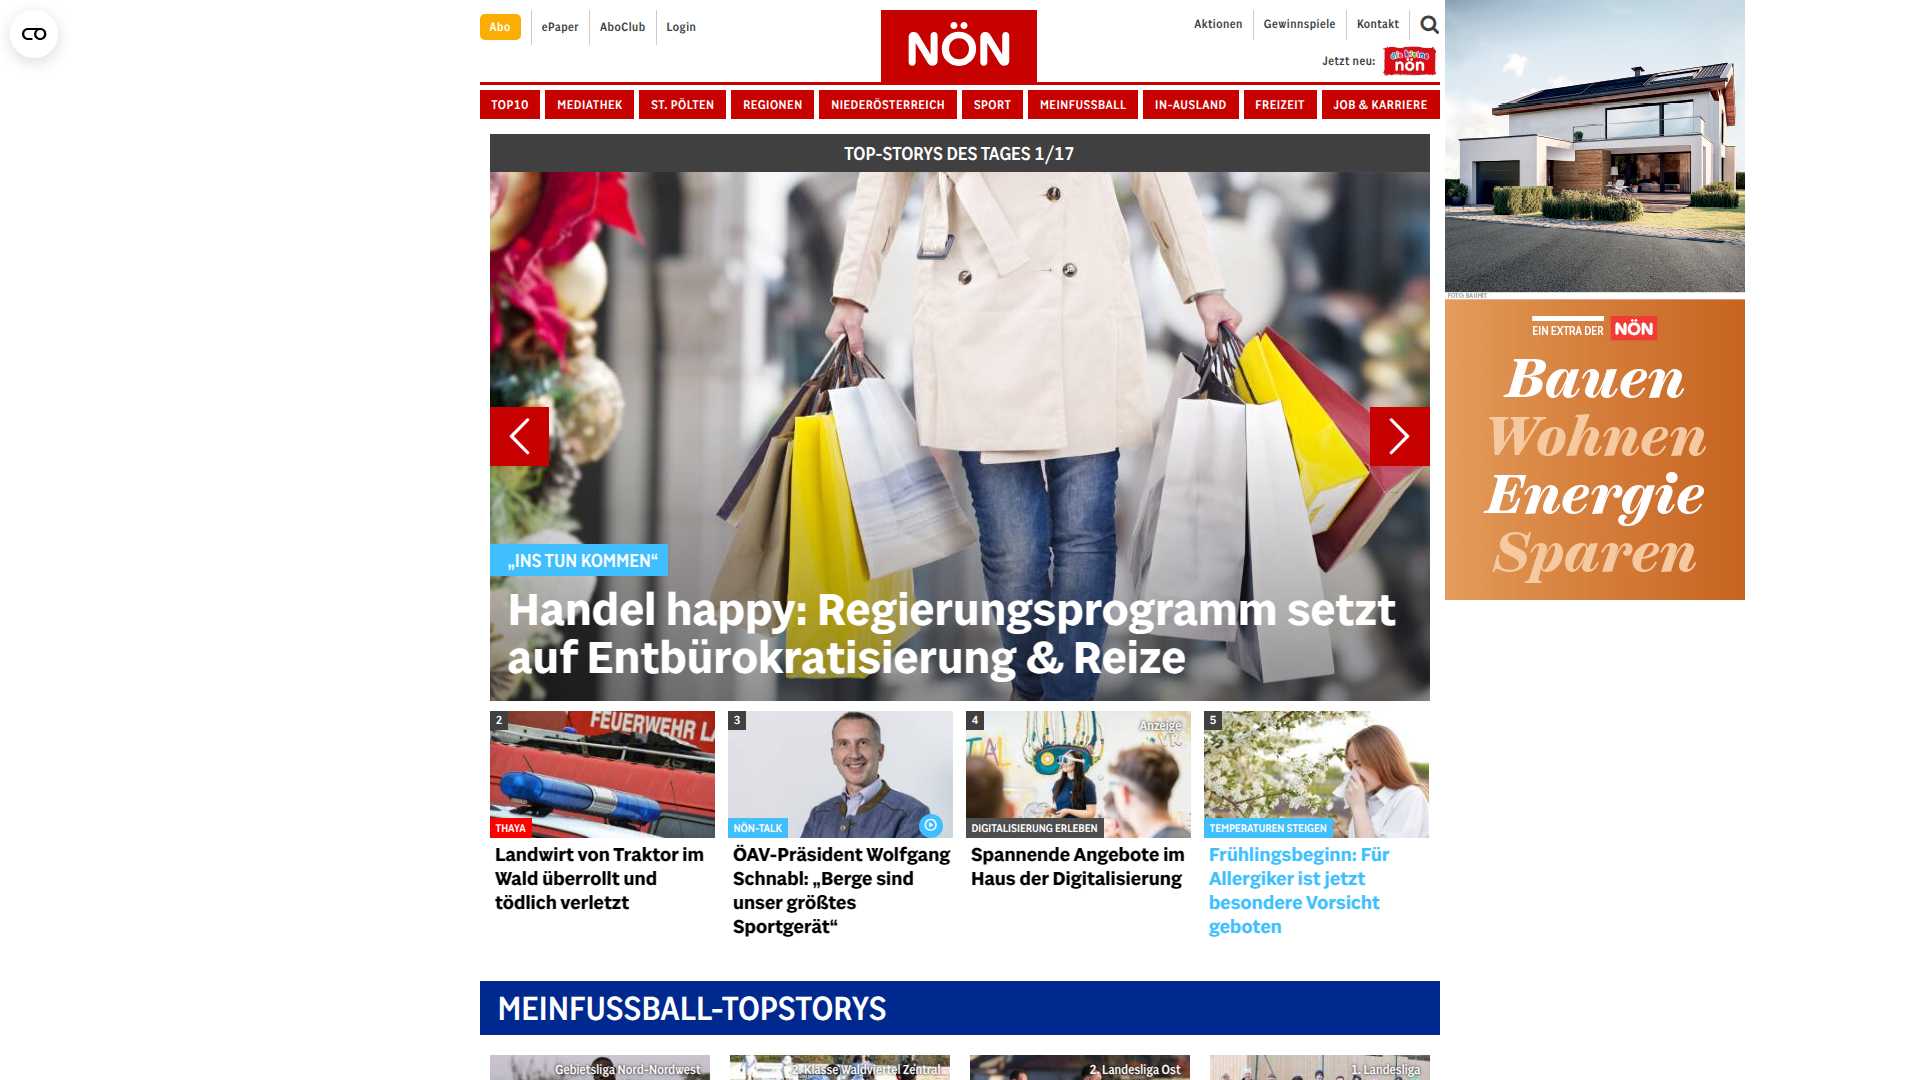 Abo
ePaper
AboClub
Login
NÖN
Aktionen
Gewinnspiele
Kontakt
Jetzt neu:
die kleine
nön
TOP10
MEDIATHEK
ST. PÖLTEN
REGIONEN
NIEDERÖSTERREICH
SPORT
MEINFUSSBALL
IN-AUSLAND
FREIZEIT
JOB & KARRIERE
TOP-STORYS DES TAGES 1/17
„INS TUN KOMMEN“
Handel happy: Regierungsprogramm setzt
auf Entbürokratisierung & Reize
FOTO: BAUMIT
EIN EXTRA DER NÖN
Bauen
Wohnen
Energie
Sparen
2
FEUERWEHR LA
THAYA
Landwirt von Traktor im
Wald überrollt und
tödlich verletzt
3
NÖN-TALK
ÖAV-Präsident Wolfgang
Schnabl: „Berge sind
unser größtes
Sportgerät“
4
Anzeige
DIGITALISIERUNG ERLEBEN
Spannende Angebote im
Haus der Digitalisierung
5
TEMPERATUREN STEIGEN
Frühlingsbeginn: Für
Allergiker ist jetzt
besondere Vorsicht
geboten
MEINFUSSBALL-TOPSTORYS
Gebietsliga Nord-Nordwest
2. Klasse Waldviertel Zentral
2. Landesliga Ost
1. Landesliga